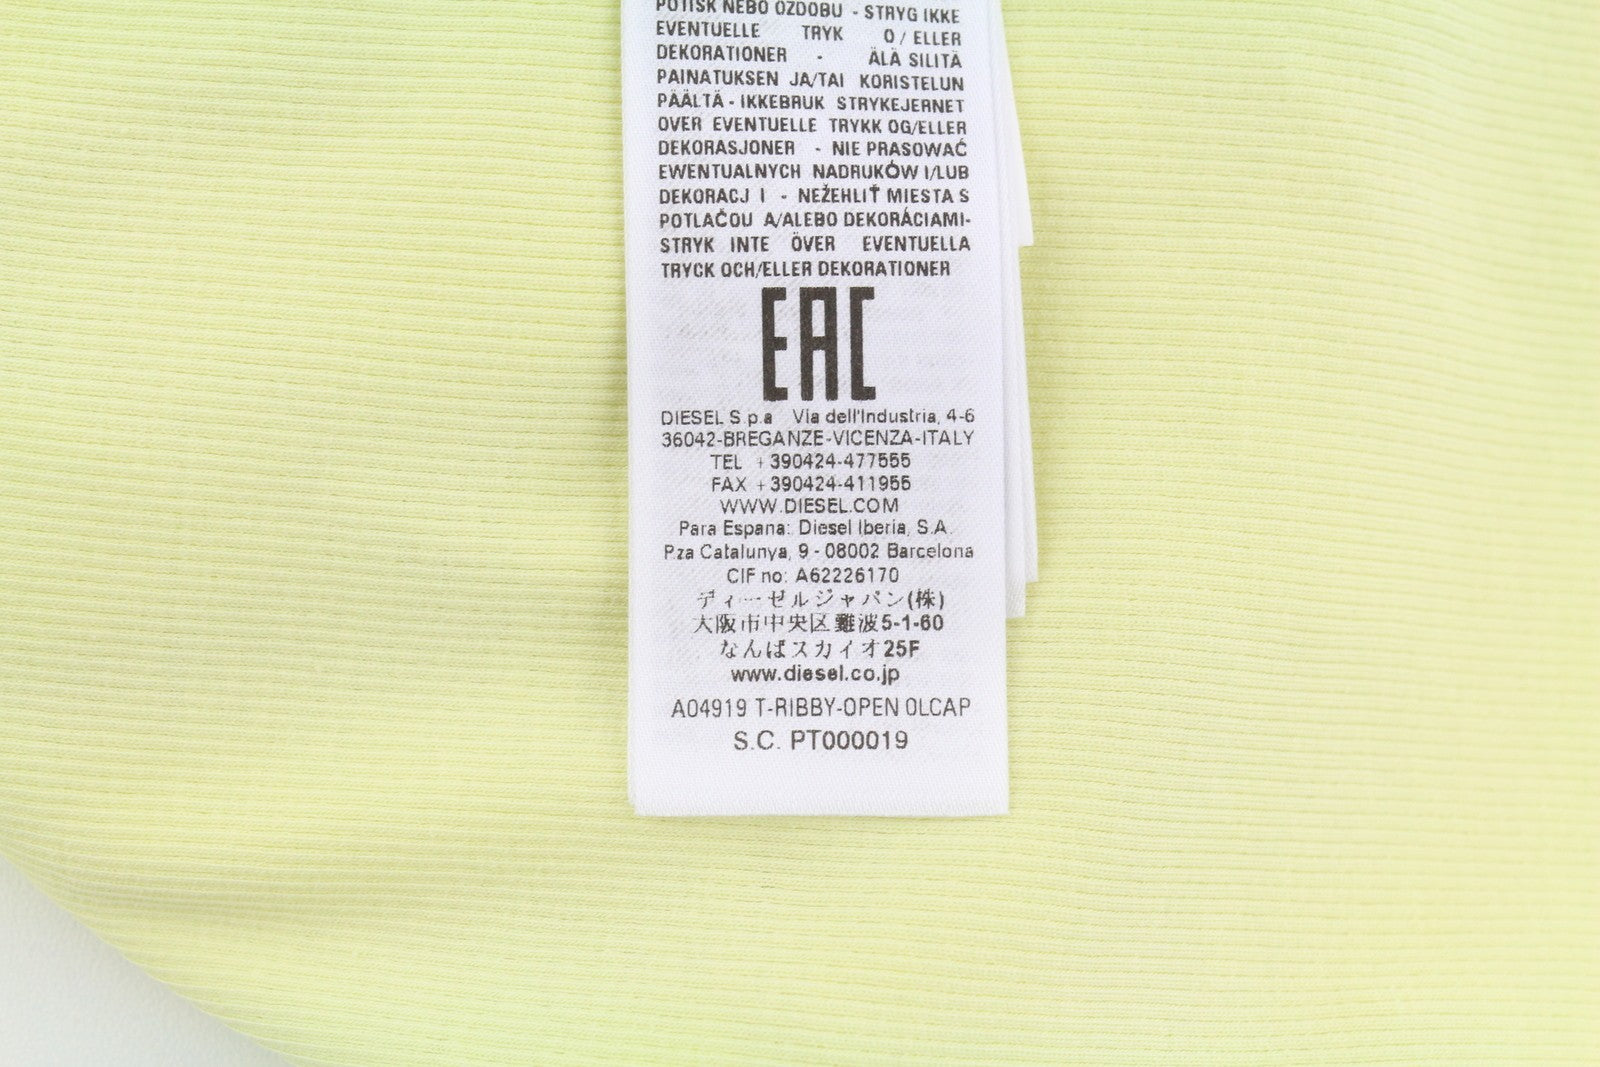 POTISK NEBO OZDOBU - STRYG IKKE
EVENTUELLE TRYK O / ELLER
DEKORATIONER - ÄLÄ SILITÄ
PAINATUKSEN JA/TAI KORISTELUN
PÄÄLTÄ - IKKEBRUK STRYKEJERNET
OVER EVENTUELLE TRYKK OG/ELLER
DEKORASJONER - NIE PRASOWAĆ
EWENTUALNYCH NADRUKÓW I/LUB
DEKORACJ I - NEŽEHLIŤ MIESTA S
POTLAČOU A/ALEBO DEKORÁCIAMI-
STRYK INTE ÖVER EVENTUELLA
TRYCK OCH/ELLER DEKORATIONER
EAC
DIESEL S.p.a Via dell'Industria, 4-6
36042-BREGANZE-VICENZA-ITALY
TEL +390424-477555
FAX +390424-411955
WWW.DIESEL.COM
Para Espana: Diesel Iberia, S.A.
Pza Catalunya, 9 - 08002 Barcelona
CIF no: A62226170
ディーゼルジャパン(株)
大阪市中央区難波5-1-60
なんばスカイオ25F
www.diesel.co.jp
A04919 T-RIBBY-OPEN OLCAP
S.C. PT000019